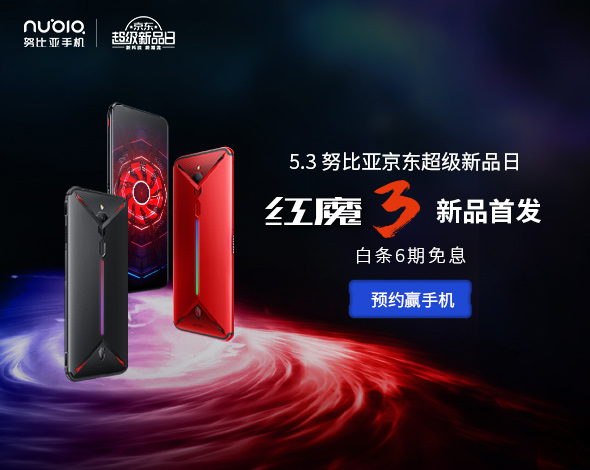 nubia
努比亚手机
京东
超级新品日
5.3 努比亚京东超级新品日
红魔 3 新品首发
白条6期免息
预约赢手机